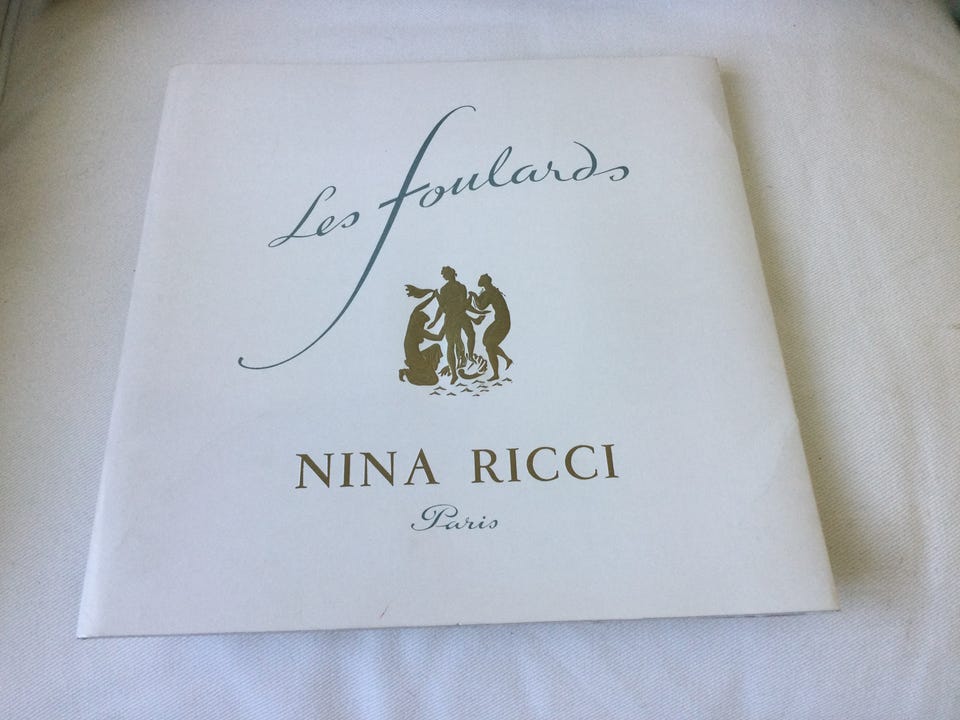 Les foulards
NINA RICCI
Paris